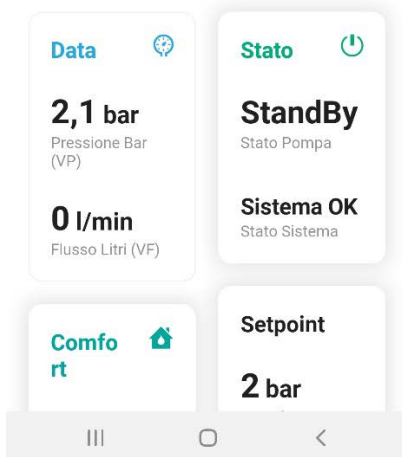 Data
2,1 bar
Pressione Bar
(VP)
0 l/min
Flusso Litri (VF)
Stato
StandBy
Stato Pompa
Sistema OK
Stato Sistema
Comfo
rt
Setpoint
2 bar